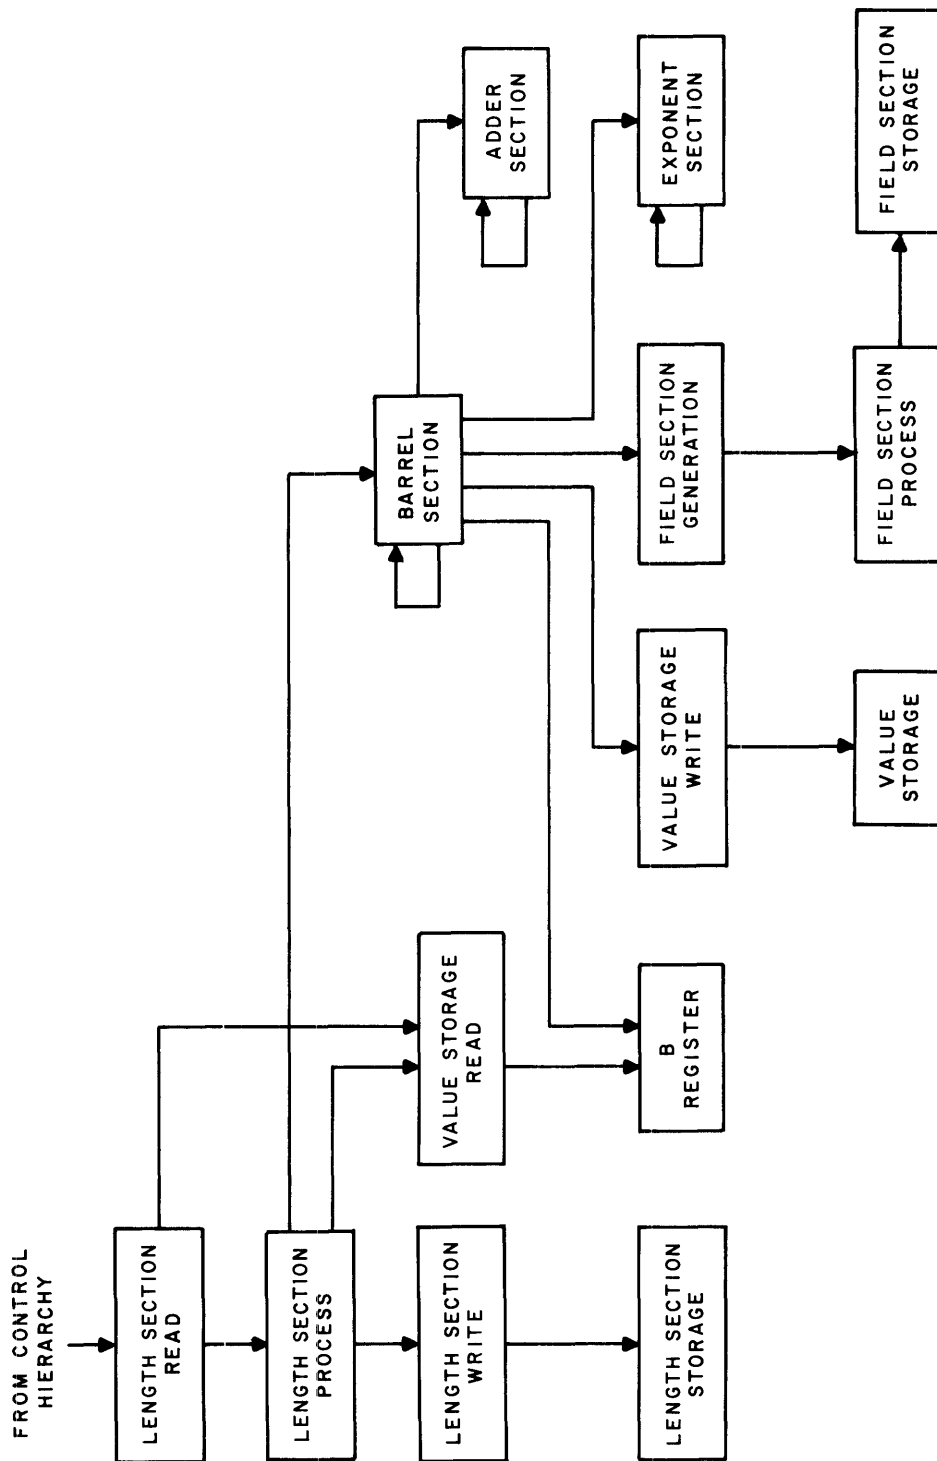 FROM CONTROL
HIERARCHY
LENGTH SECTION
READ
LENGTH SECTION
PROCESS
LENGTH SECTION
WRITE
LENGTH SECTION
STORAGE
VALUE STORAGE
READ
B
REGISTER
VALUE STORAGE
WRITE
VALUE
STORAGE
BARREL
SECTION
FIELD SECTION
GENERATION
FIELD SECTION
PROCESS
ADDER
SECTION
EXPONENT
SECTION
FIELD SECTION
STORAGE